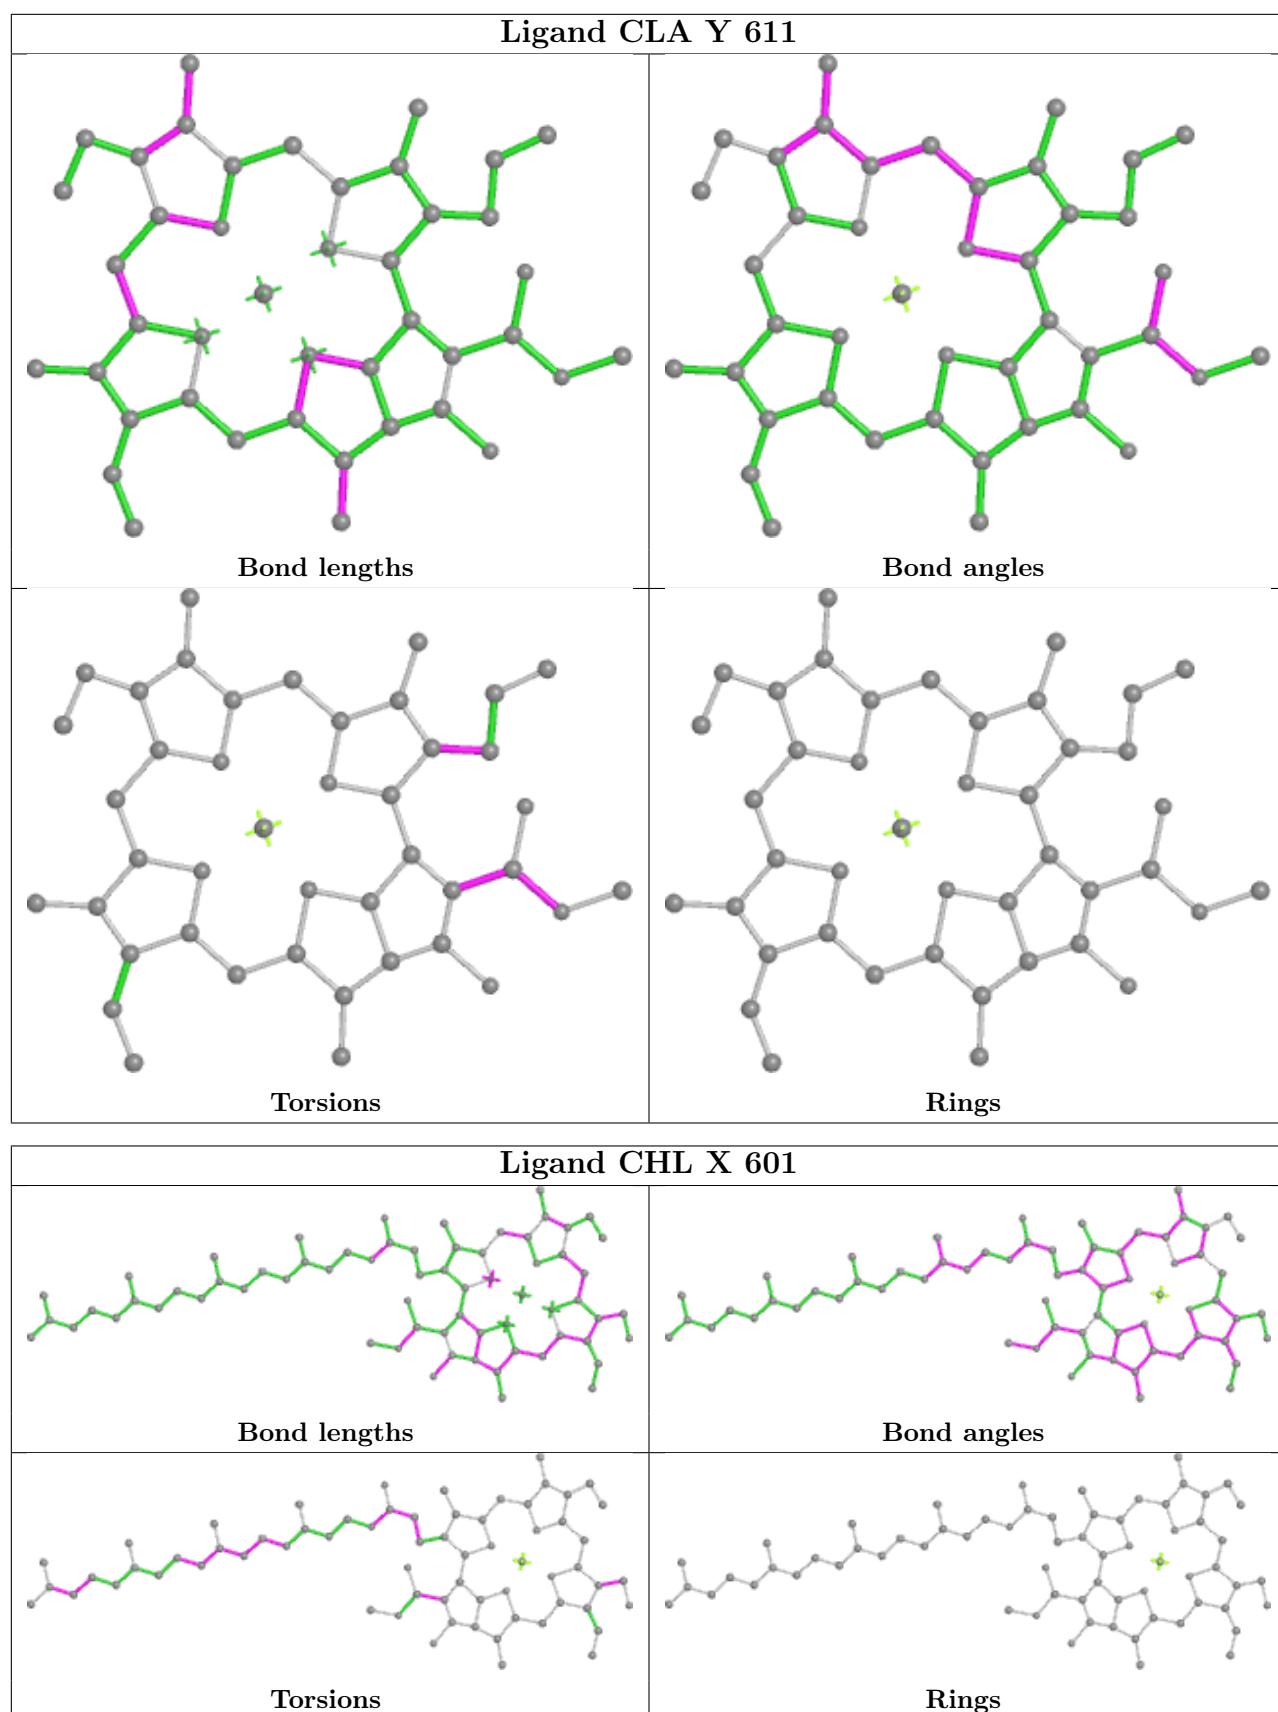 Ligand CLA Y 611
Bond lengths
Bond angles
Torsions
Rings
Ligand CHL X 601
Bond lengths
Bond angles
Torsions
Rings